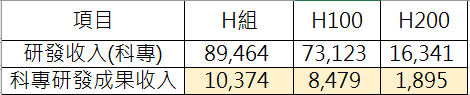 項目 H組 H100 H200
研發收入(科專) 89,464 73,123 16,341
科專研發成果收入 10,374 8,479 1,895